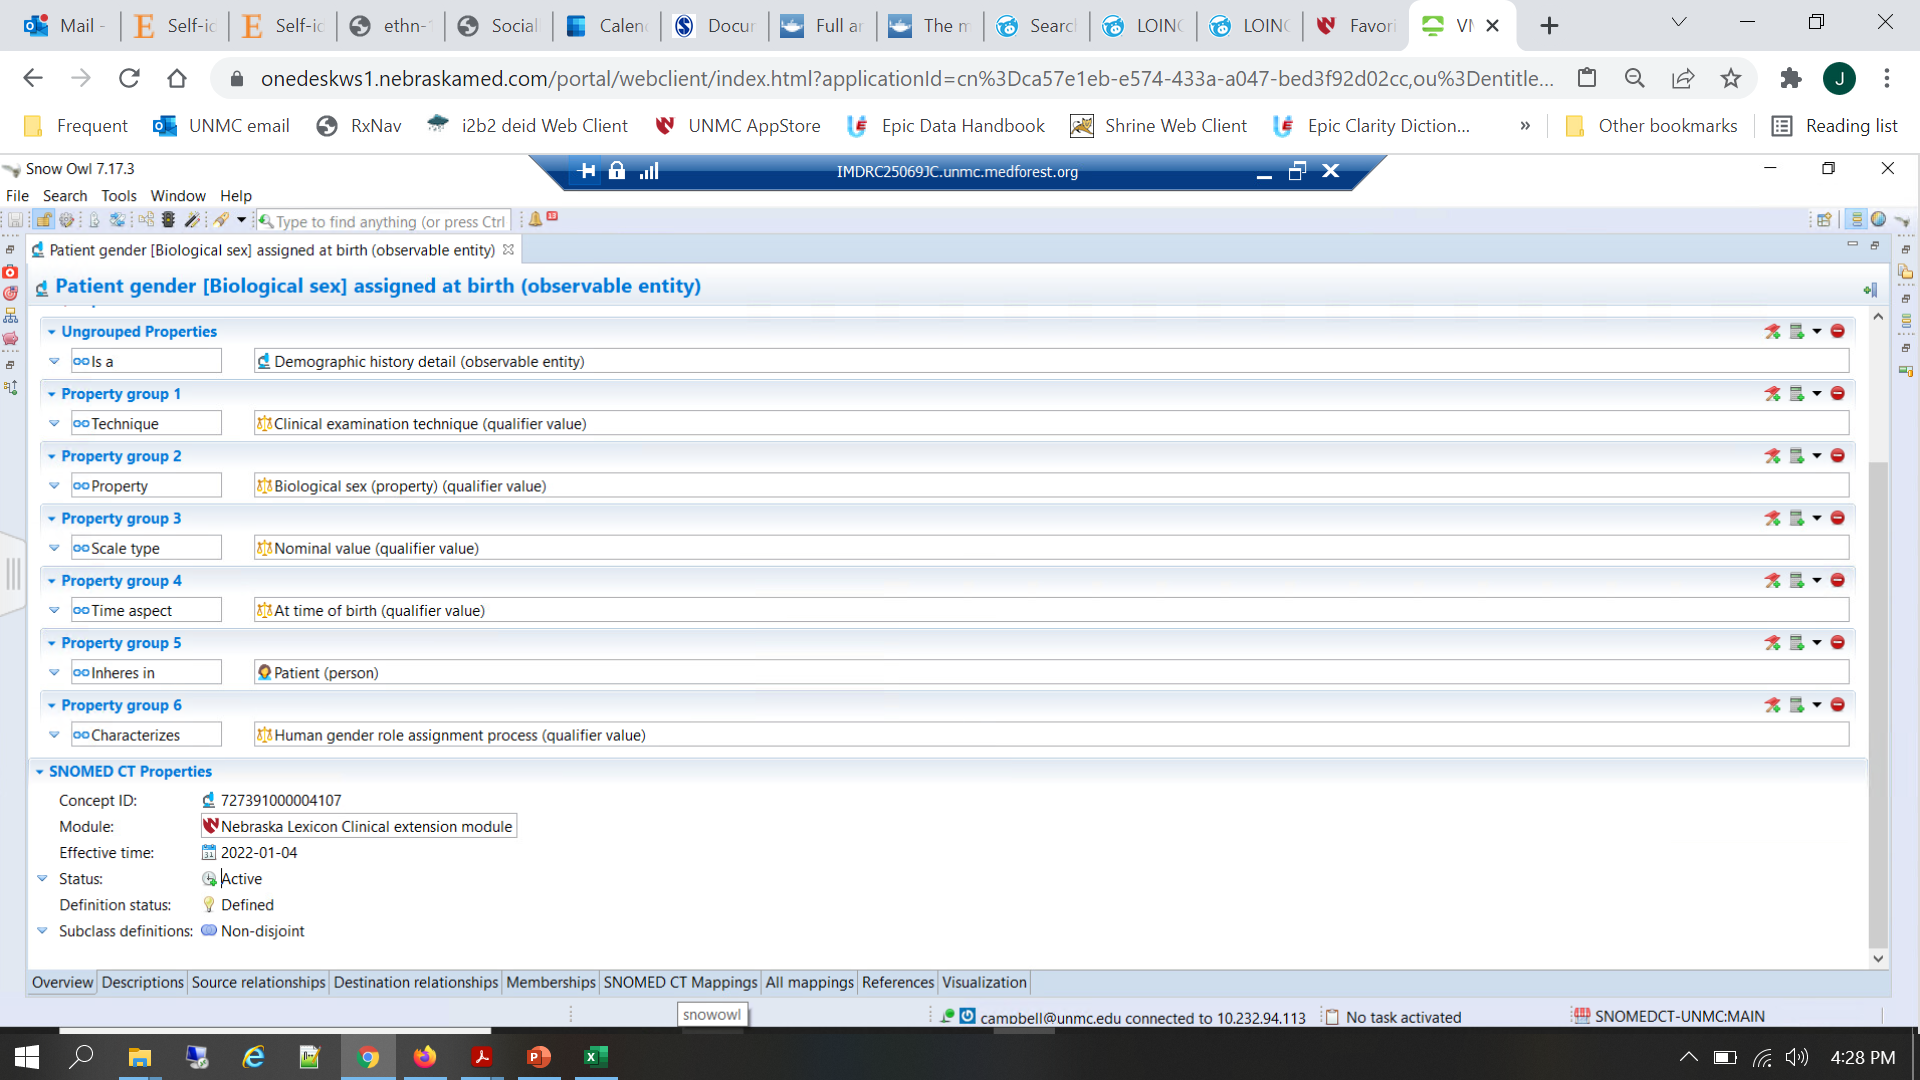 Mail - Self-ic Self-ic ethn- Social Calen Docur Full ar The m Searc LOINC LOINC Favori VM
onedeskws1.nebraskamed.com/portal/webclient/index.html?applicationId=cn%3Dca57e1eb-e574-433a-a047-bed3f92d02cc,ou%3Dentitle... J
Frequent UNMC email RxNav i2b2 deid Web Client UNMC AppStore Epic Data Handbook Shrine Web Client Epic Clarity Diction... » Other bookmarks Reading list
Snow Owl 7.17.3 IMDRC25069JC.unmc.medforest.org
File Search Tools Window Help
Type to find anything (or press Ctrl
Patient gender [Biological sex] assigned at birth (observable entity)
Patient gender [Biological sex] assigned at birth (observable entity)
Ungrouped Properties
Is a Demographic history detail (observable entity)
Property group 1
Technique Clinical examination technique (qualifier value)
Property group 2
Property Biological sex (property) (qualifier value)
Property group 3
Scale type Nominal value (qualifier value)
Property group 4
Time aspect At time of birth (qualifier value)
Property group 5
Inheres in Patient (person)
Property group 6
Characterizes Human gender role assignment process (qualifier value)
SNOMED CT Properties
Concept ID: 727391000004107
Module: Nebraska Lexicon Clinical extension module
Effective time: 2022-01-04
Status: Active
Definition status: Defined
Subclass definitions: Non-disjoint
Overview Descriptions Source relationships Destination relationships Memberships SNOMED CT Mappings All mappings References Visualization
snowowl
campbell@unmc.edu connected to 10.232.94.113 No task activated SNOMEDCT-UNMC:MAIN
4:28 PM